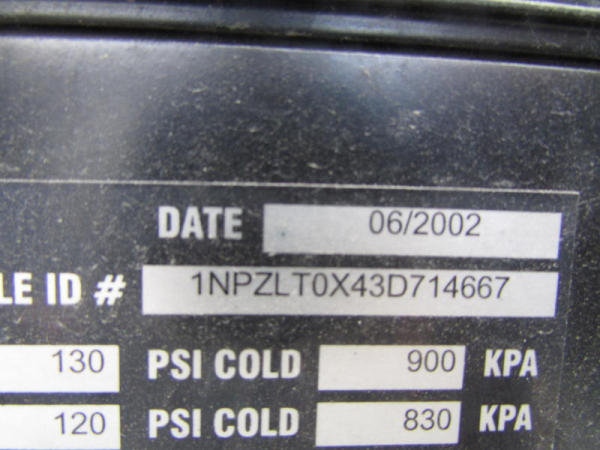 DATE 06/2002
LE ID # 1NPZLT0X43D714667
130 PSI COLD 900 KPA
120 PSI COLD 830 KPA